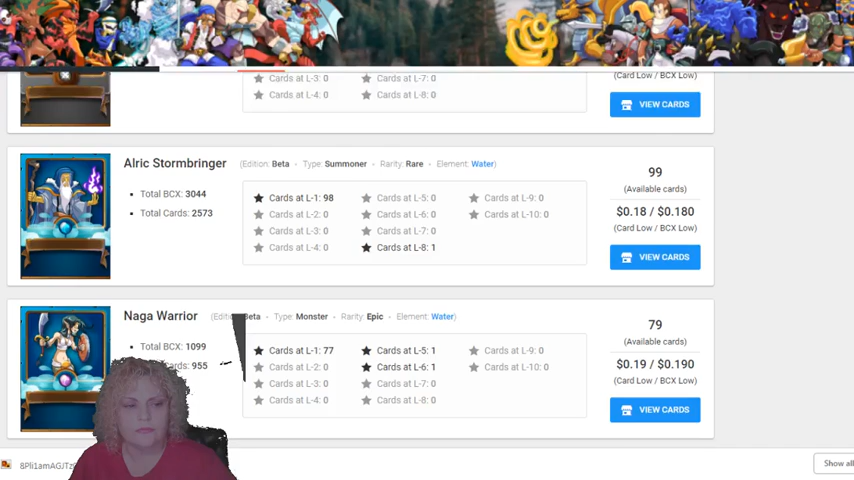 Cards at L-3: 0 Cards at L-7: 0
Cards at L-4: 0 Cards at L-8: 0
(Card Low / BCX Low)
VIEW CARDS
Alric Stormbringer (Edition: Beta • Type: Summoner • Rarity: Rare • Element: Water)
• Total BCX: 3044
• Total Cards: 2573
Cards at L-1: 98 Cards at L-5: 0 Cards at L-9: 0
Cards at L-2: 0 Cards at L-6: 0 Cards at L-10: 0
Cards at L-3: 0 Cards at L-7: 0
Cards at L-4: 0 Cards at L-8: 1
99
(Available cards)
$0.18 / $0.180
(Card Low / BCX Low)
VIEW CARDS
Naga Warrior (Editi Beta • Type: Monster • Rarity: Epic • Element: Water)
• Total BCX: 1099
Cards: 955
Cards at L-1: 77 Cards at L-5: 1 Cards at L-9: 0
Cards at L-2: 0 Cards at L-6: 1 Cards at L-10: 0
Cards at L-3: 0 Cards at L-7: 0
Cards at L-4: 0 Cards at L-8: 0
79
(Available cards)
$0.19 / $0.190
(Card Low / BCX Low)
VIEW CARDS
Show all